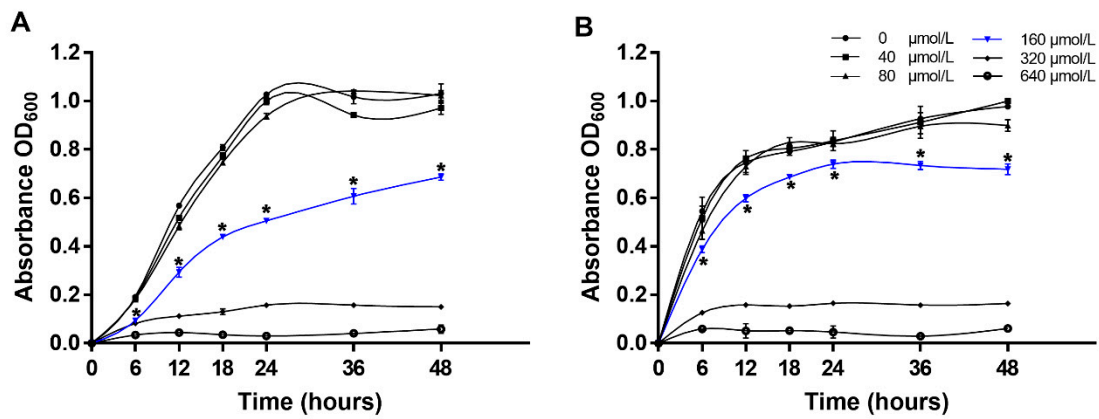 A
Absorbance OD600
1.2
1.0
0.8
0.6
0.4
0.2
0.0
*
*
*
*
*
*
0 6 12 18 24 36 48
Time (hours)
B
0 µmol/L
40 µmol/L
80 µmol/L
160 µmol/L
320 µmol/L
640 µmol/L
Absorbance OD600
1.2
1.0
0.8
0.6
0.4
0.2
0.0
*
*
*
*
*
*
0 6 12 18 24 36 48
Time (hours)